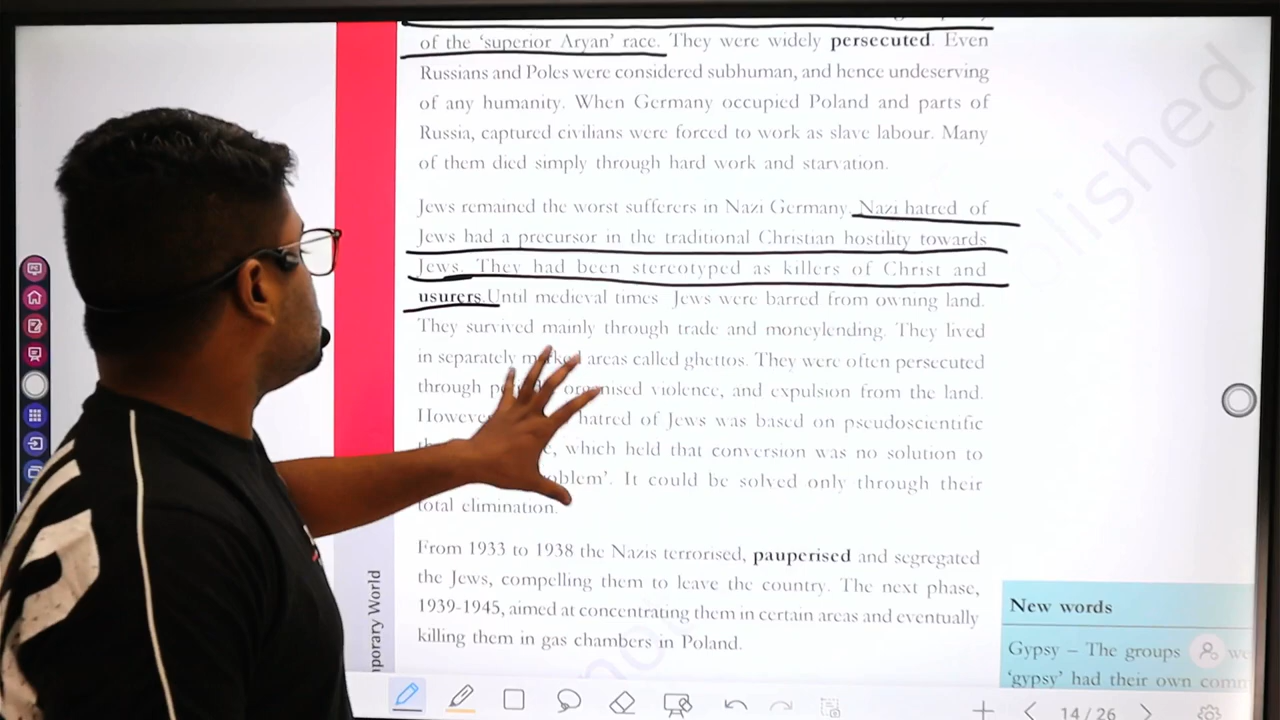 of the ‘superior Aryan’ race. They were widely persecuted. Even
Russians and Poles were considered subhuman, and hence undeserving
of any humanity. When Germany occupied Poland and parts of
Russia, captured civilians were forced to work as slave labour. Many
of them died simply through hard work and starvation.
Jews remained the worst sufferers in Nazi Germany. Nazi hatred of
Jews had a precursor in the traditional Christian hostility towards
Jews. They had been stereotyped as killers of Christ and
usurers.Until medieval times Jews were barred from owning land.
They survived mainly through trade and moneylending. They lived
in separately marked areas called ghettos. They were often persecuted
through organised violence, and expulsion from the land.
However hatred of Jews was based on pseudoscientific
which held that conversion was no solution to
It could be solved only through their
total elimination.
From 1933 to 1938 the Nazis terrorised, pauperised and segregated
the Jews, compelling them to leave the country. The next phase,
1939-1945, aimed at concentrating them in certain areas and eventually
killing them in gas chambers in Poland.
porary World
New words
Gypsy – The groups we
‘gypsy’ had their own com
14/26